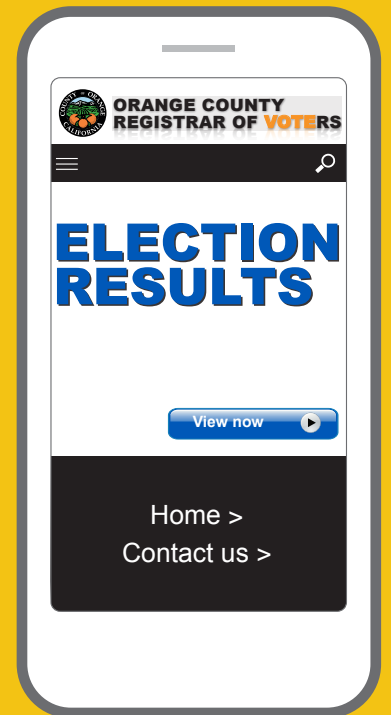 COUNTY OF ORANGE
CALIFORNIA
ORANGE COUNTY
REGISTRAR OF VOTERS
ELECTION
RESULTS
View now
Home >
Contact us >